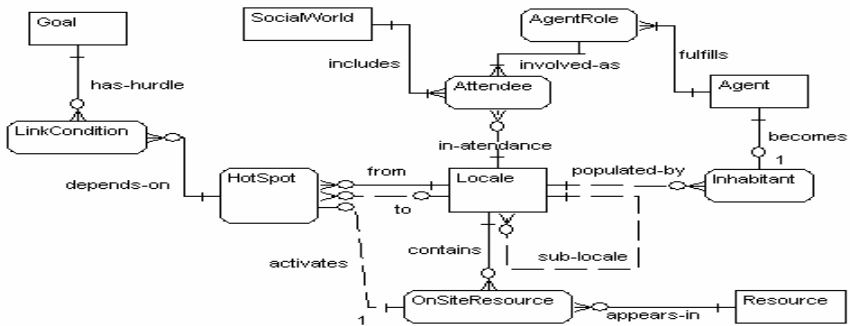 Goal
SocialWorld
AgentRole
fulfills
includes
involved-as
has-hurdle
Attendee
Agent
LinkCondition
in-atendance
becomes
1
depends-on
HotSpot
from
Locale
populated-by
Inhabitant
to
contains
sub-locale
activates
OnSiteResource
Resource
appears-in
1